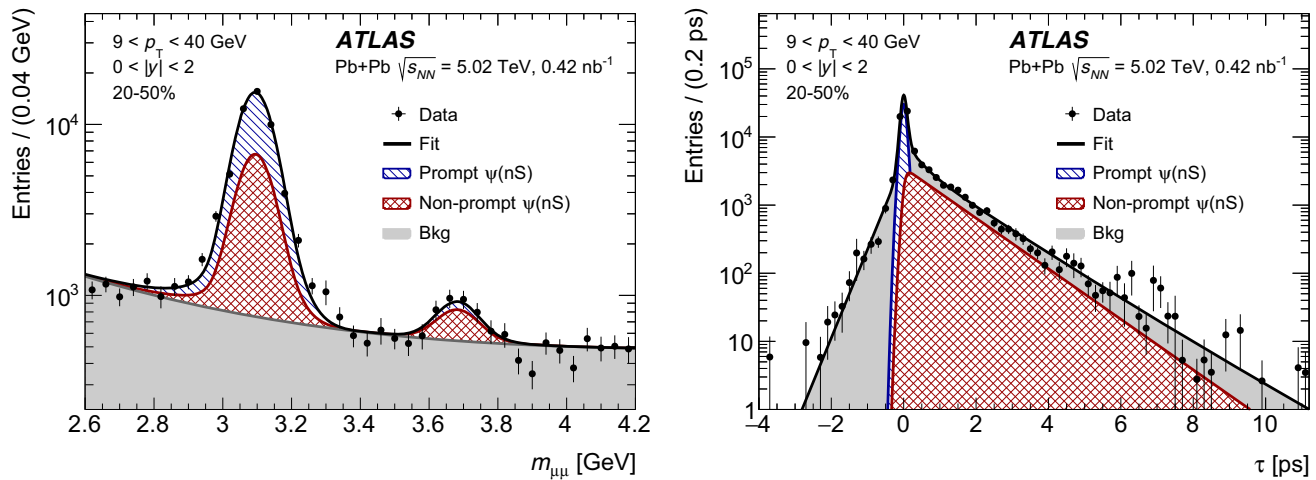 9 < p_T < 40 GeV
0 < |y| < 2
20-50%
ATLAS
Pb+Pb √s_NN = 5.02 TeV, 0.42 nb⁻¹
Data
Fit
Prompt ψ(nS)
Non-prompt ψ(nS)
Bkg
Entries / (0.04 GeV)
10⁴
10³
2.6 2.8 3 3.2 3.4 3.6 3.8 4 4.2
m_μμ [GeV]
9 < p_T < 40 GeV
0 < |y| < 2
20-50%
ATLAS
Pb+Pb √s_NN = 5.02 TeV, 0.42 nb⁻¹
Data
Fit
Prompt ψ(nS)
Non-prompt ψ(nS)
Bkg
Entries / (0.2 ps)
10⁵
10⁴
10³
10²
10
1
−4 −2 0 2 4 6 8 10
τ [ps]